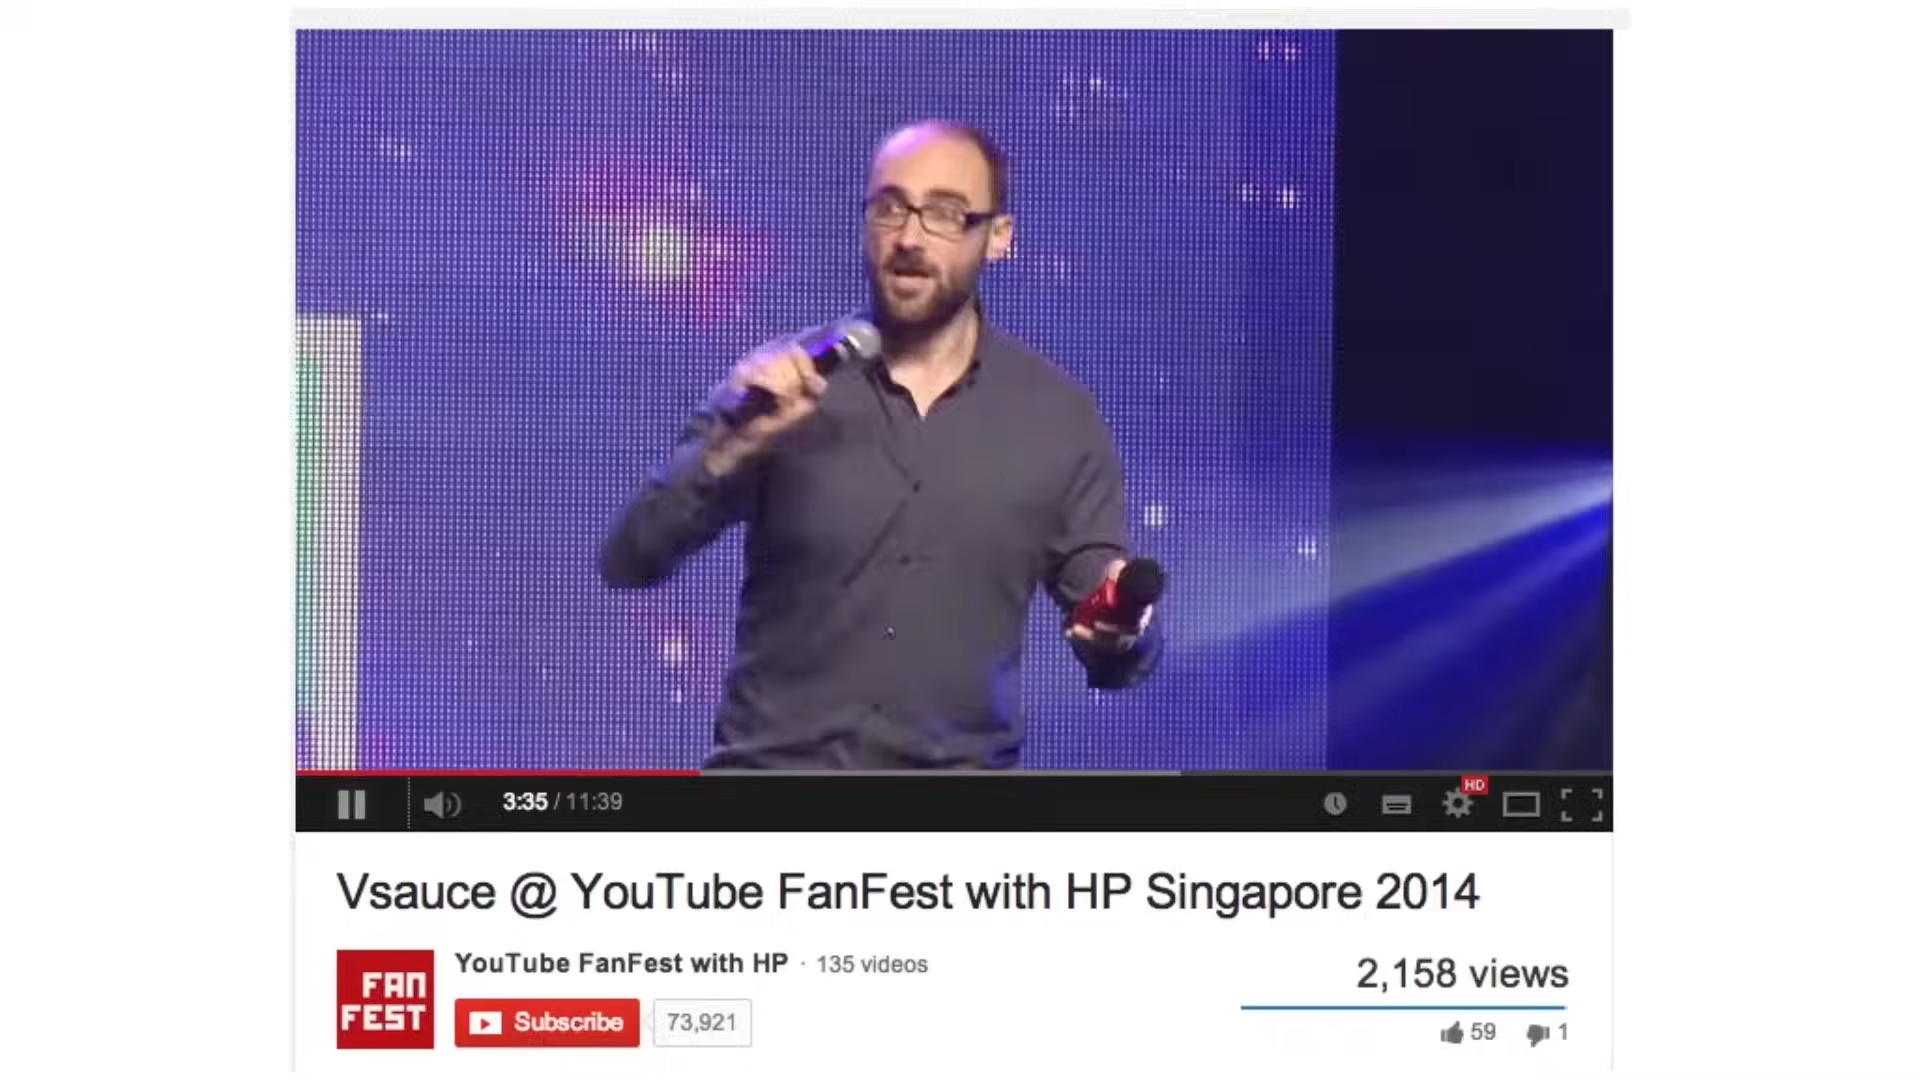 3:35 / 11:39
HD
Vsauce @ YouTube FanFest with HP Singapore 2014
FAN
FEST
YouTube FanFest with HP · 135 videos
Subscribe 73,921
2,158 views
59 1